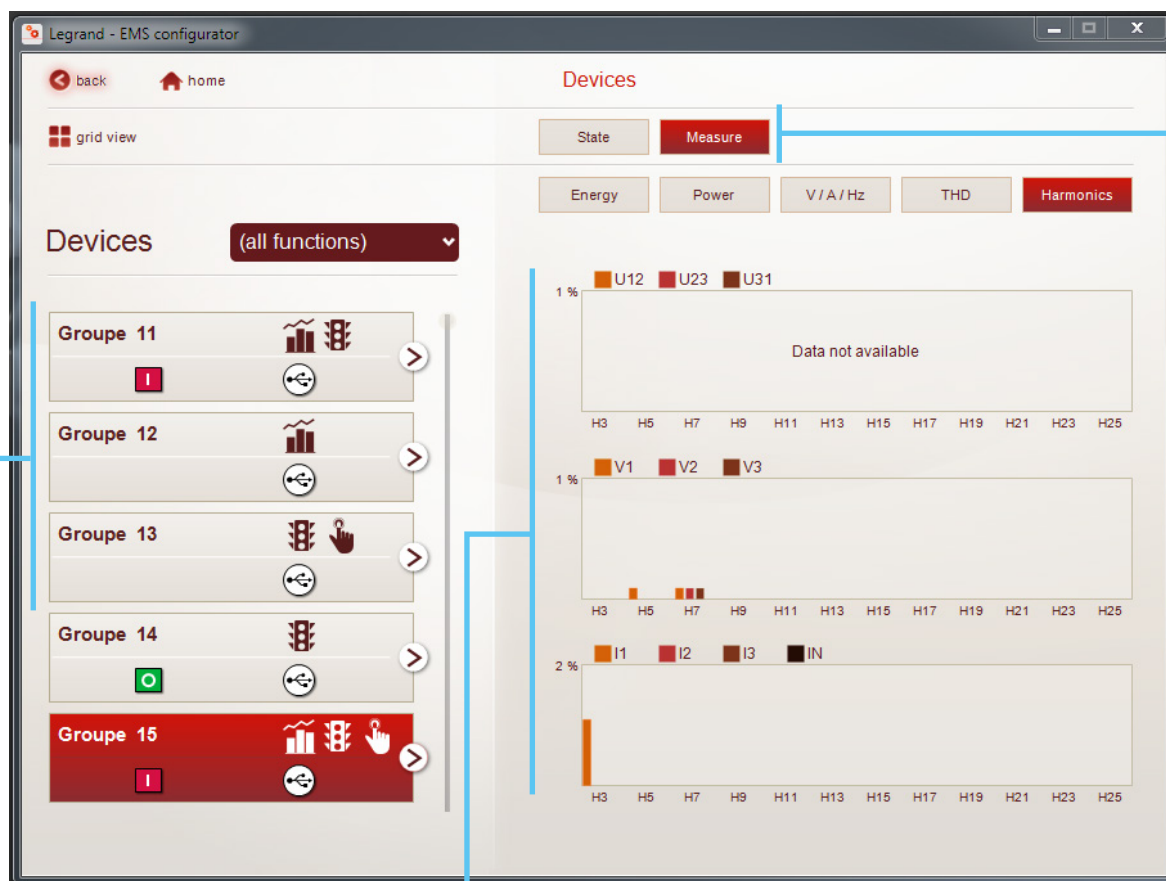 Legrand - EMS configurator
back home Devices
grid view State Measure
Energy Power V / A / Hz THD Harmonics
Devices (all functions)
Groupe 11
I
Groupe 12
Groupe 13
Groupe 14
O
Groupe 15
I
U12 U23 U31
1 %
Data not available
H3 H5 H7 H9 H11 H13 H15 H17 H19 H21 H23 H25
V1 V2 V3
1 %
H3 H5 H7 H9 H11 H13 H15 H17 H19 H21 H23 H25
I1 I2 I3 IN
2 %
H3 H5 H7 H9 H11 H13 H15 H17 H19 H21 H23 H25